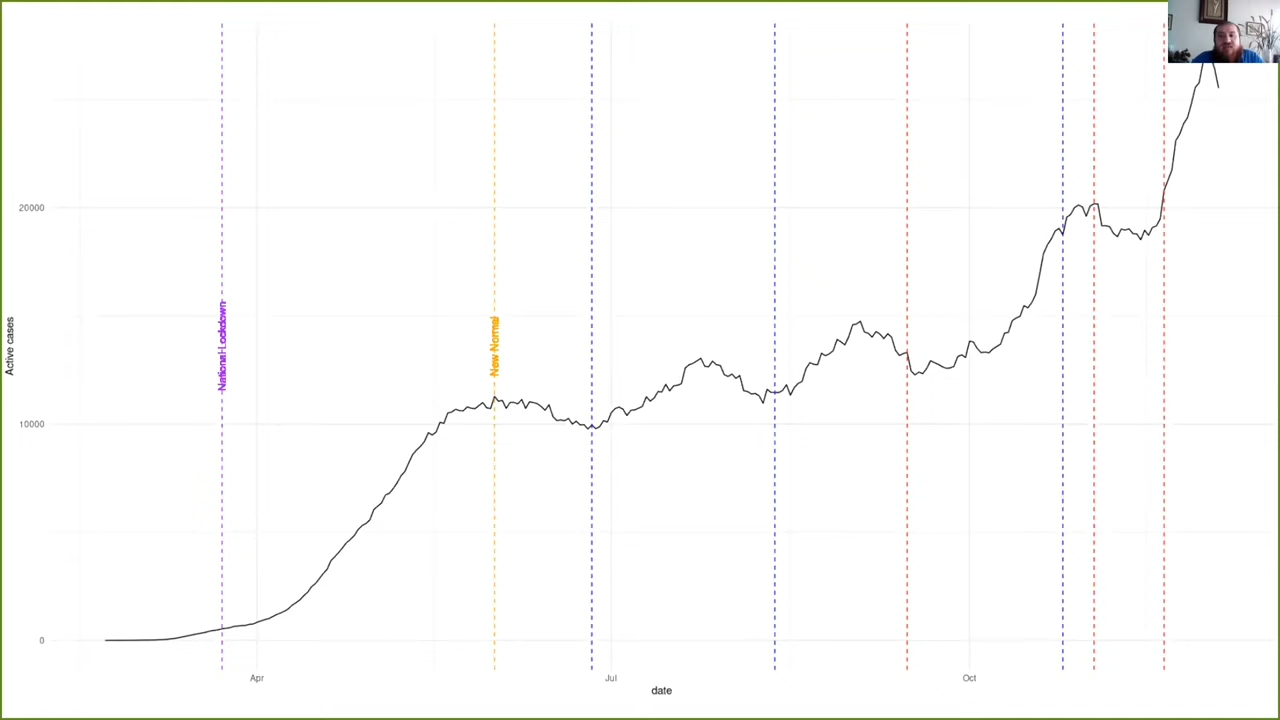 National Lockdown
New Normal
20000
10000
0
Active cases
Apr
Jul
Oct
date